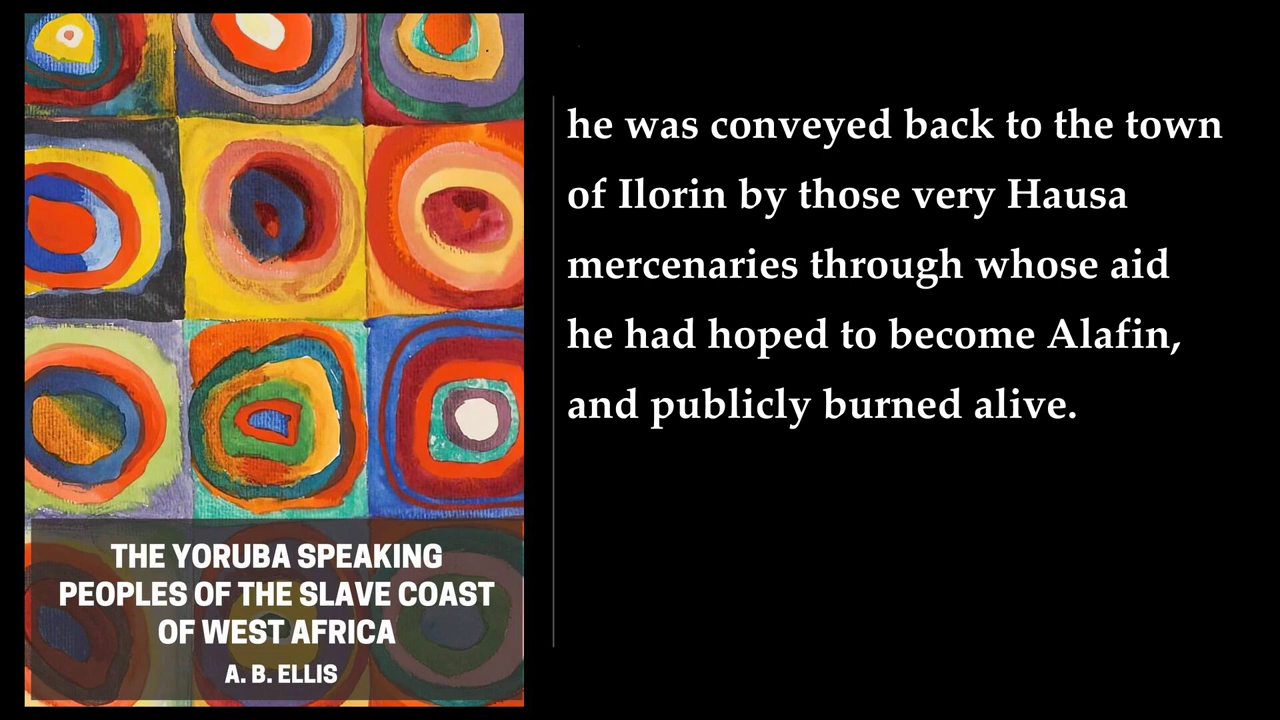 he was conveyed back to the town
of Ilorin by those very Hausa
mercenaries through whose aid
he had hoped to become Alafin,
and publicly burned alive.
THE YORUBA SPEAKING
PEOPLES OF THE SLAVE COAST
OF WEST AFRICA
A. B. ELLIS